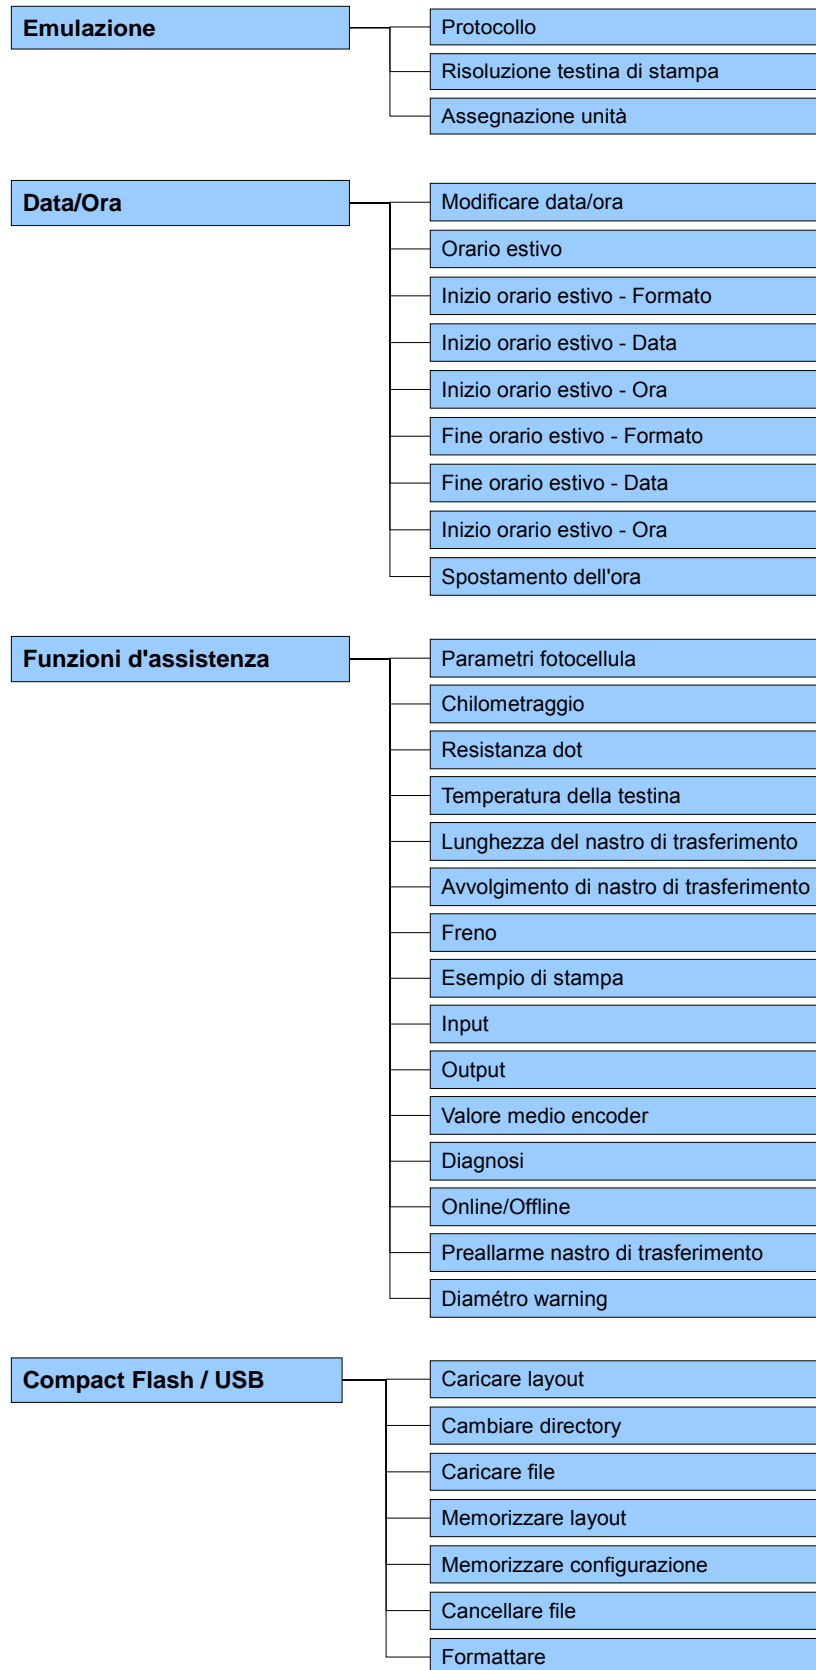 Emulazione
Protocollo
Risoluzione testina di stampa
Assegnazione unità
Data/Ora
Modificare data/ora
Orario estivo
Inizio orario estivo - Formato
Inizio orario estivo - Data
Inizio orario estivo - Ora
Fine orario estivo - Formato
Fine orario estivo - Data
Inizio orario estivo - Ora
Spostamento dell'ora
Funzioni d'assistenza
Parametri fotocellula
Chilometraggio
Resistanza dot
Temperatura della testina
Lunghezza del nastro di trasferimento
Avvolgimento di nastro di trasferimento
Freno
Esempio di stampa
Input
Output
Valore medio encoder
Diagnosi
Online/Offline
Preallarme nastro di trasferimento
Diamétro warning
Compact Flash / USB
Caricare layout
Cambiare directory
Caricare file
Memorizzare layout
Memorizzare configurazione
Cancellare file
Formattare